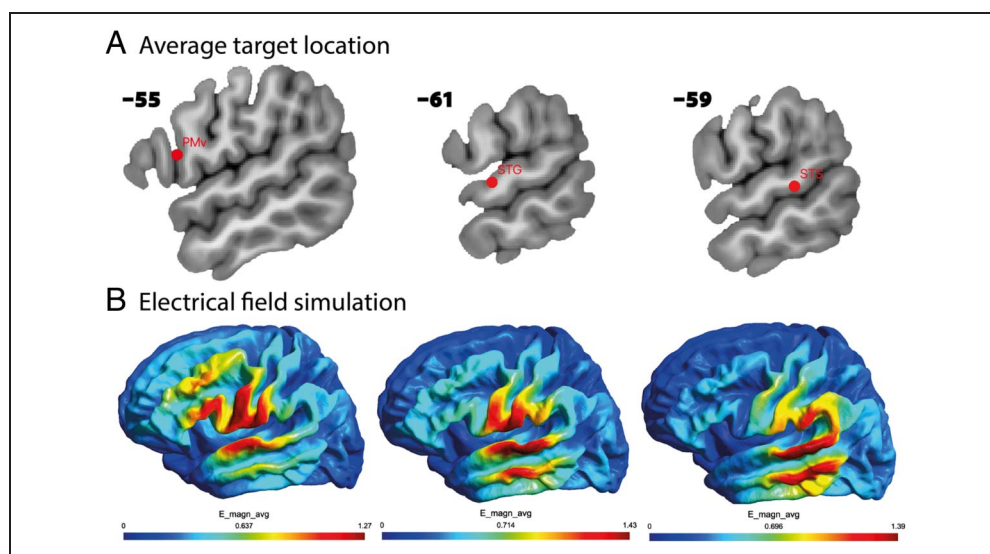 A Average target location
-55
-61
-59
PMv
STG
STS
B Electrical field simulation
E_magn_avg
E_magn_avg
E_magn_avg
0 0.637 1.27
0 0.714 1.43
0 0.696 1.39